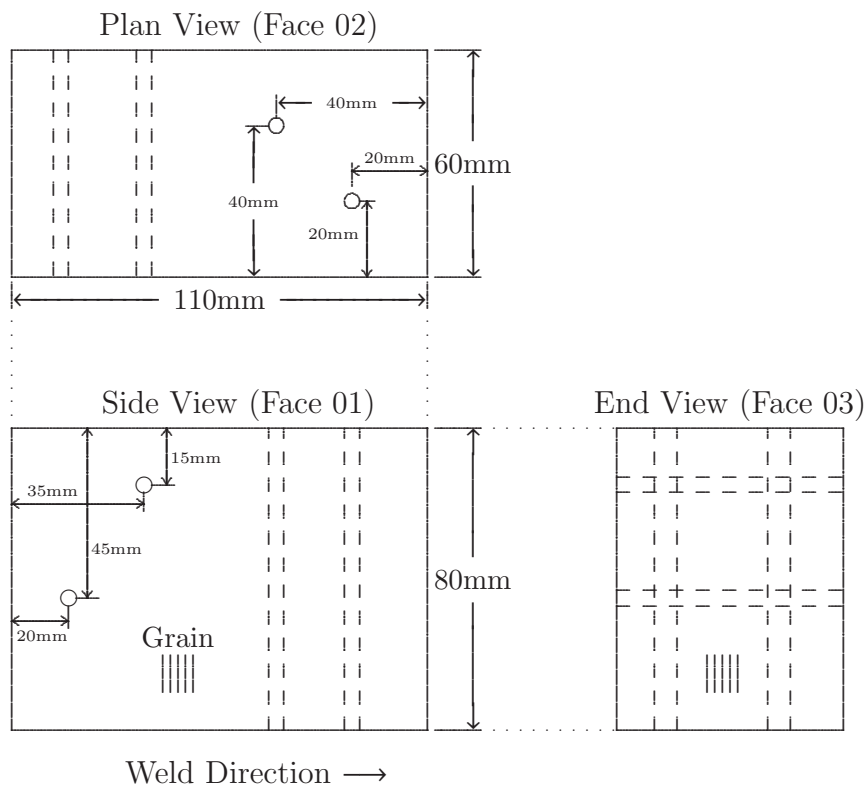 Plan View (Face 02)
40mm
20mm
60mm
40mm
20mm
110mm
Side View (Face 01)
End View (Face 03)
15mm
35mm
45mm
80mm
20mm
Grain
Weld Direction ⟶